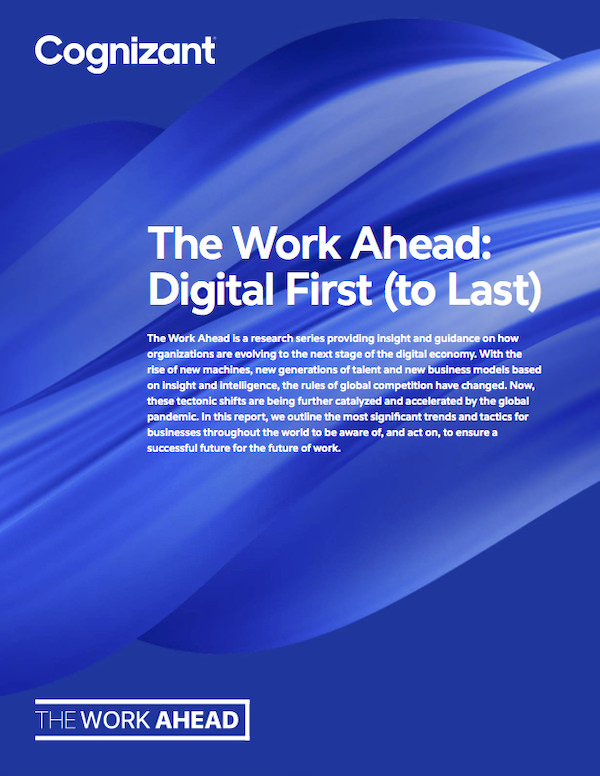 Cognizant
The Work Ahead:
Digital First (to Last)
The Work Ahead is a research series providing insight and guidance on how
organizations are evolving to the next stage of the digital economy. With the
rise of new machines, new generations of talent and new business models based
on insight and intelligence, the rules of global competition have changed. Now,
these tectonic shifts are being further catalyzed and accelerated by the global
pandemic. In this report, we outline the most significant trends and tactics for
businesses throughout the world to be aware of, and act on, to ensure a
successful future for the future of work.
THE WORK AHEAD